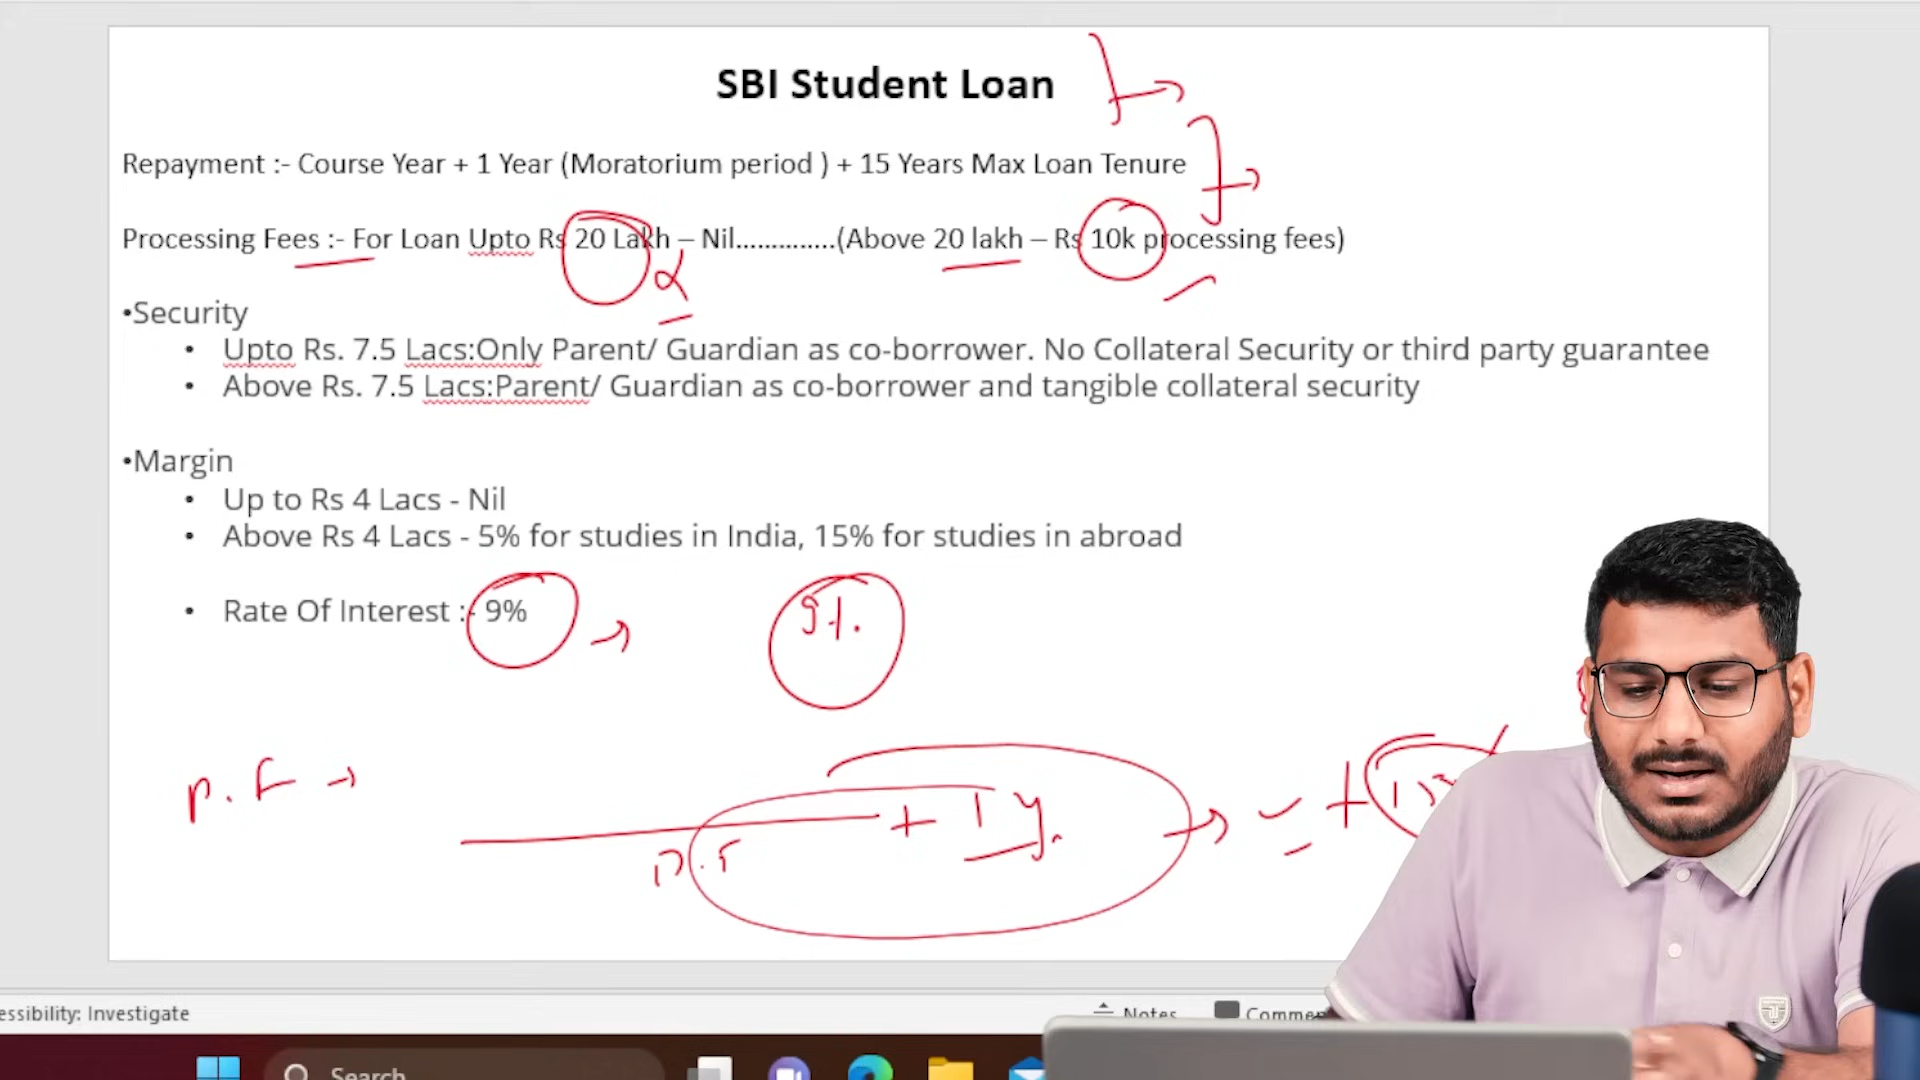 SBI Student Loan
Repayment :- Course Year + 1 Year (Moratorium period ) + 15 Years Max Loan Tenure
Processing Fees :- For Loan Upto Rs 20 Lakh – Nil..............(Above 20 lakh – Rs 10k processing fees)
•Security
• Upto Rs. 7.5 Lacs:Only Parent/ Guardian as co-borrower. No Collateral Security or third party guarantee
• Above Rs. 7.5 Lacs:Parent/ Guardian as co-borrower and tangible collateral security
•Margin
• Up to Rs 4 Lacs - Nil
• Above Rs 4 Lacs - 5% for studies in India, 15% for studies in abroad
• Rate Of Interest :- 9%
9%.
P.F →
+ 1 y.
essibility: Investigate
Notes
Search